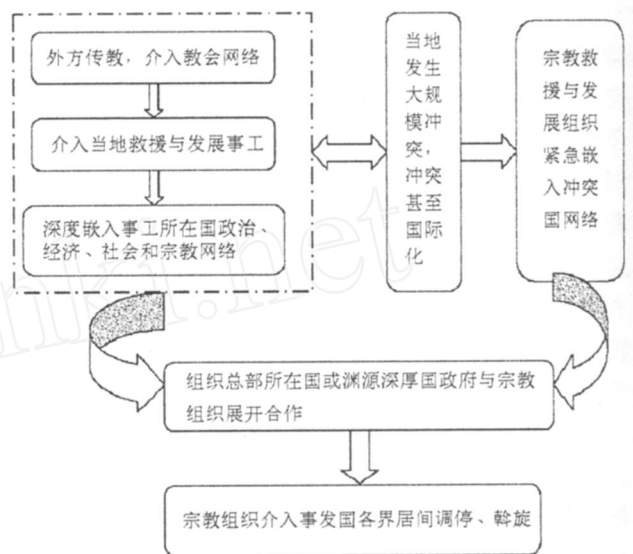 外方传教，介入教会网络
介入当地救援与发展事工
深度嵌入事工所在国政治、
经济、社会和宗教网络
当地
发生
大规
模冲
突，
冲突
甚至
国际
化
宗教救
援与发
展组织
紧急嵌
入冲突
国网络
组织总部所在国或渊源深厚国政府与宗教
组织展开合作
宗教组织介入事发国各界居间调停、斡旋
nki.net